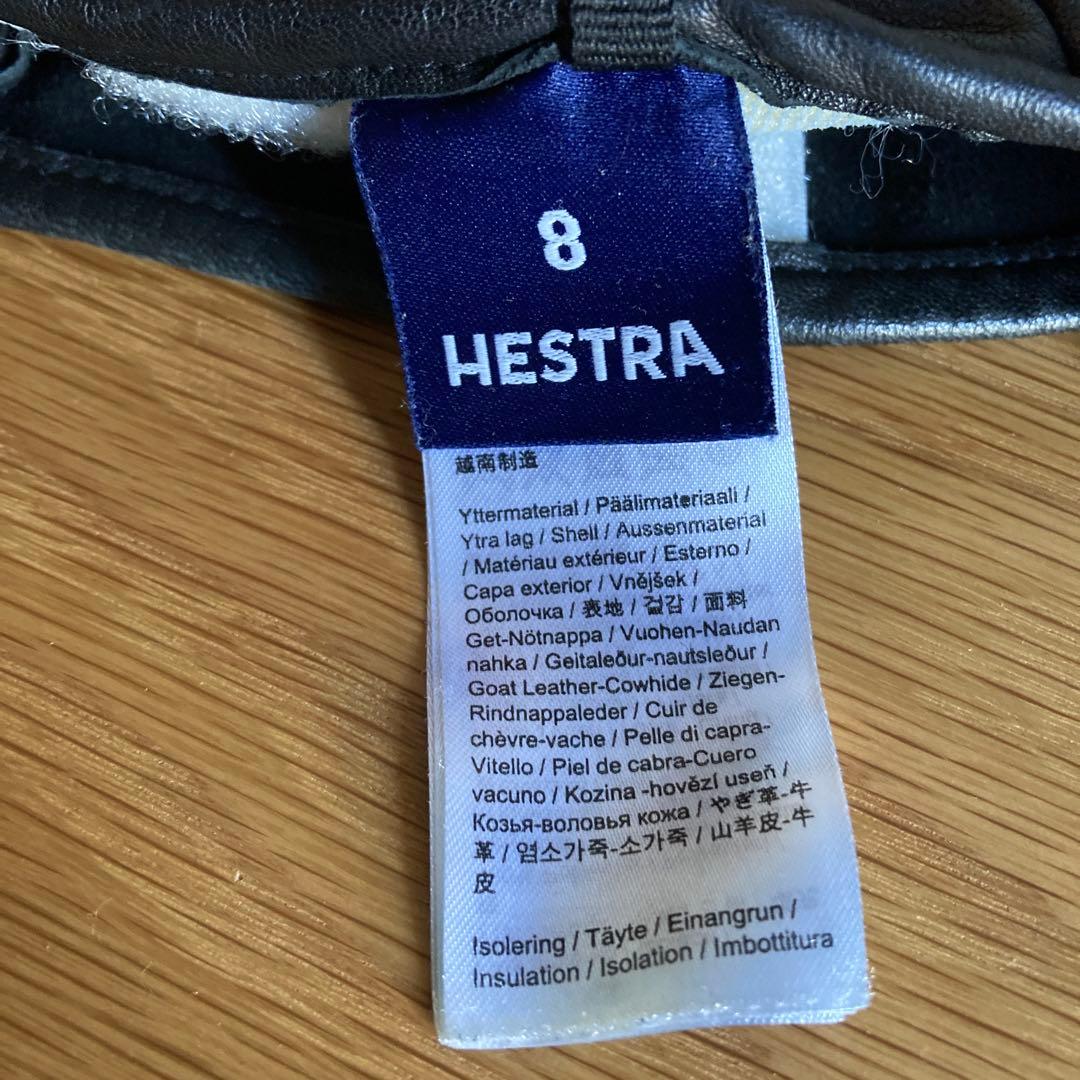 8
HESTRA
越南制造
Yttermaterial / Päälimateriaali /
Ytra lag / Shell / Aussenmaterial
/ Matériau extérieur / Esterno /
Capa exterior / Vnějšek /
Оболочка / 表地 / 겉감 / 面料
Get-Nötnappa / Vuohen-Naudan
nahka / Geitaleður-nautsleður /
Goat Leather-Cowhide / Ziegen-
Rindnappaleder / Cuir de
chèvre-vache / Pelle di capra-
Vitello / Piel de cabra-Cuero
vacuno / Kozina -hovězí useň /
Козья-воловья кожа / やぎ革-牛
革 / 염소가죽-소가죽 / 山羊皮-牛
皮
Isolering / Täyte / Einangrun /
Insulation / Isolation / Imbottitura